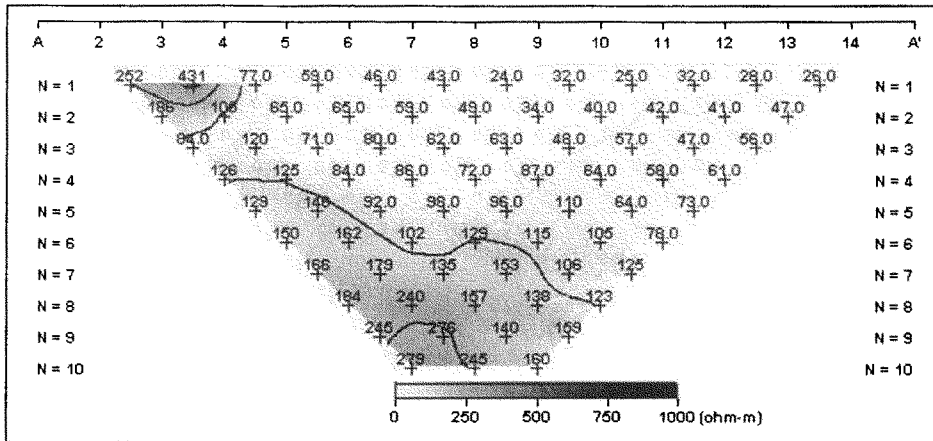 A 2 3 4 5 6 7 8 9 10 11 12 13 14 A'
N = 1 252 431 77.0 59.0 46.0 43.0 24.0 32.0 25.0 32.0 28.0 26.0 N = 1
N = 2 186 106 65.0 65.0 59.0 49.0 34.0 40.0 42.0 41.0 47.0 N = 2
N = 3 84.0 120 71.0 80.0 62.0 63.0 48.0 57.0 47.0 56.0 N = 3
N = 4 126 125 84.0 86.0 72.0 87.0 64.0 58.0 61.0 N = 4
N = 5 129 146 92.0 98.0 96.0 110 64.0 73.0 N = 5
N = 6 150 162 102 129 115 105 78.0 N = 6
N = 7 166 179 135 153 106 125 N = 7
N = 8 184 240 157 138 123 N = 8
N = 9 245 276 140 159 N = 9
N = 10 279 245 160 N = 10
0 250 500 750 1000 (ohm-m)